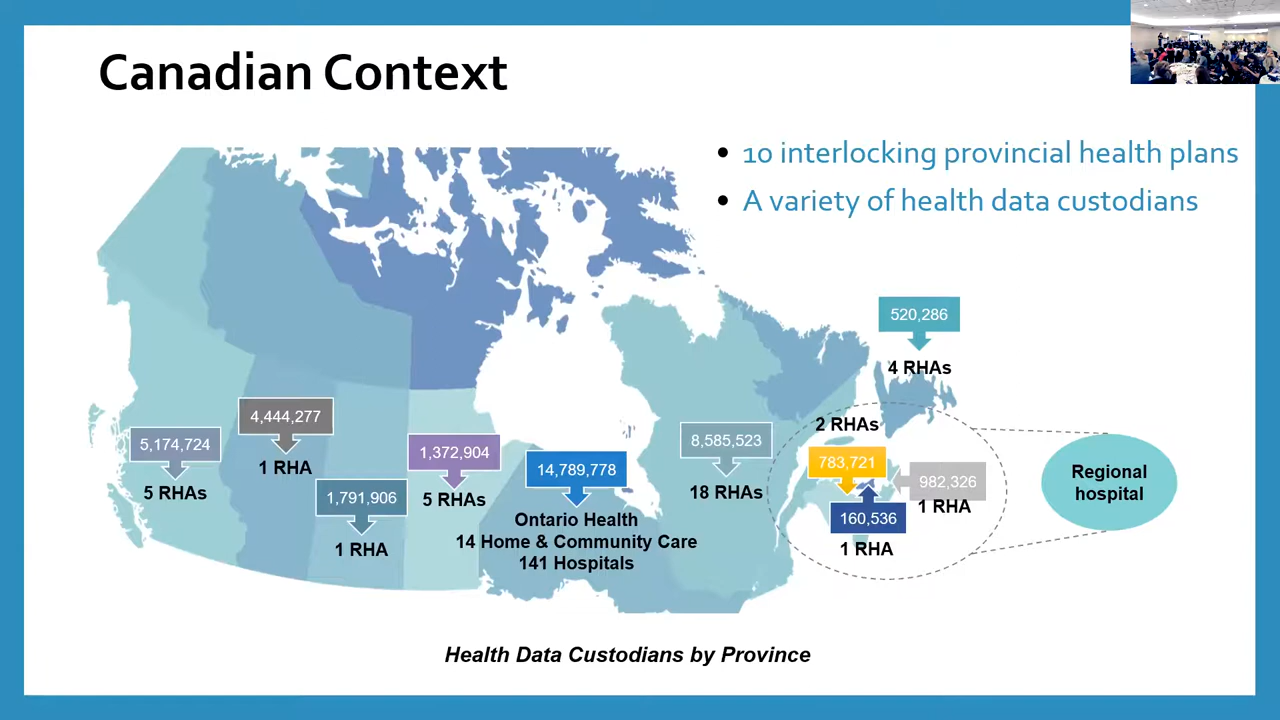 Canadian Context
10 interlocking provincial health plans
A variety of health data custodians
520,286
4 RHAs
4,444,277
1 RHA
5,174,724
5 RHAs
1,791,906
1 RHA
1,372,904
5 RHAs
14,789,778
Ontario Health
14 Home & Community Care
141 Hospitals
8,585,523
18 RHAs
2 RHAs
783,721
982,326
1 RHA
160,536
1 RHA
Regional
hospital
Health Data Custodians by Province